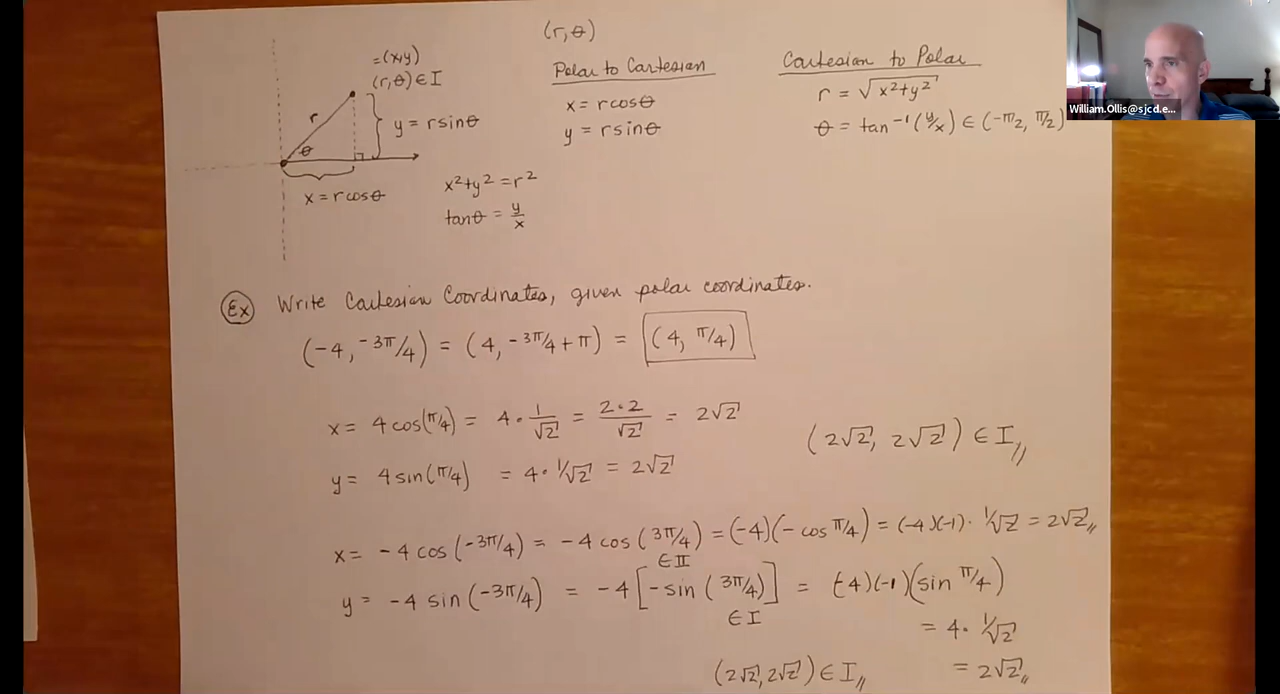 (r, θ)
= (x,y)
(r, θ) ∈ I
r
θ
y = r sinθ
x = r cosθ
x² + y² = r²
tanθ = y/x
Polar to Cartesian
x = r cosθ
y = r sinθ
Cartesian to Polar
r = √(x² + y²)
θ = tan⁻¹(y/x) ∈ (-π/2, π/2)
William.Ollis@sjcd.e...
Ex Write Cartesian Coordinates, given polar coordinates.
(-4, -3π/4) = (4, -3π/4 + π) = (4, π/4)
x = 4 cos(π/4) = 4 · 1/√2 = 2·2/√2 = 2√2
y = 4 sin(π/4) = 4 · 1/√2 = 2√2
(2√2, 2√2) ∈ I //
x = -4 cos(-3π/4) = -4 cos(3π/4) = (-4)(-cos π/4) = (-4)(-1) · 1/√2 = 2√2 //
∈ II
y = -4 sin(-3π/4) = -4[-sin(3π/4)] = (-4)(-1)(sin π/4)
∈ I
= 4 · 1/√2
= 2√2 //
(2√2, 2√2) ∈ I //